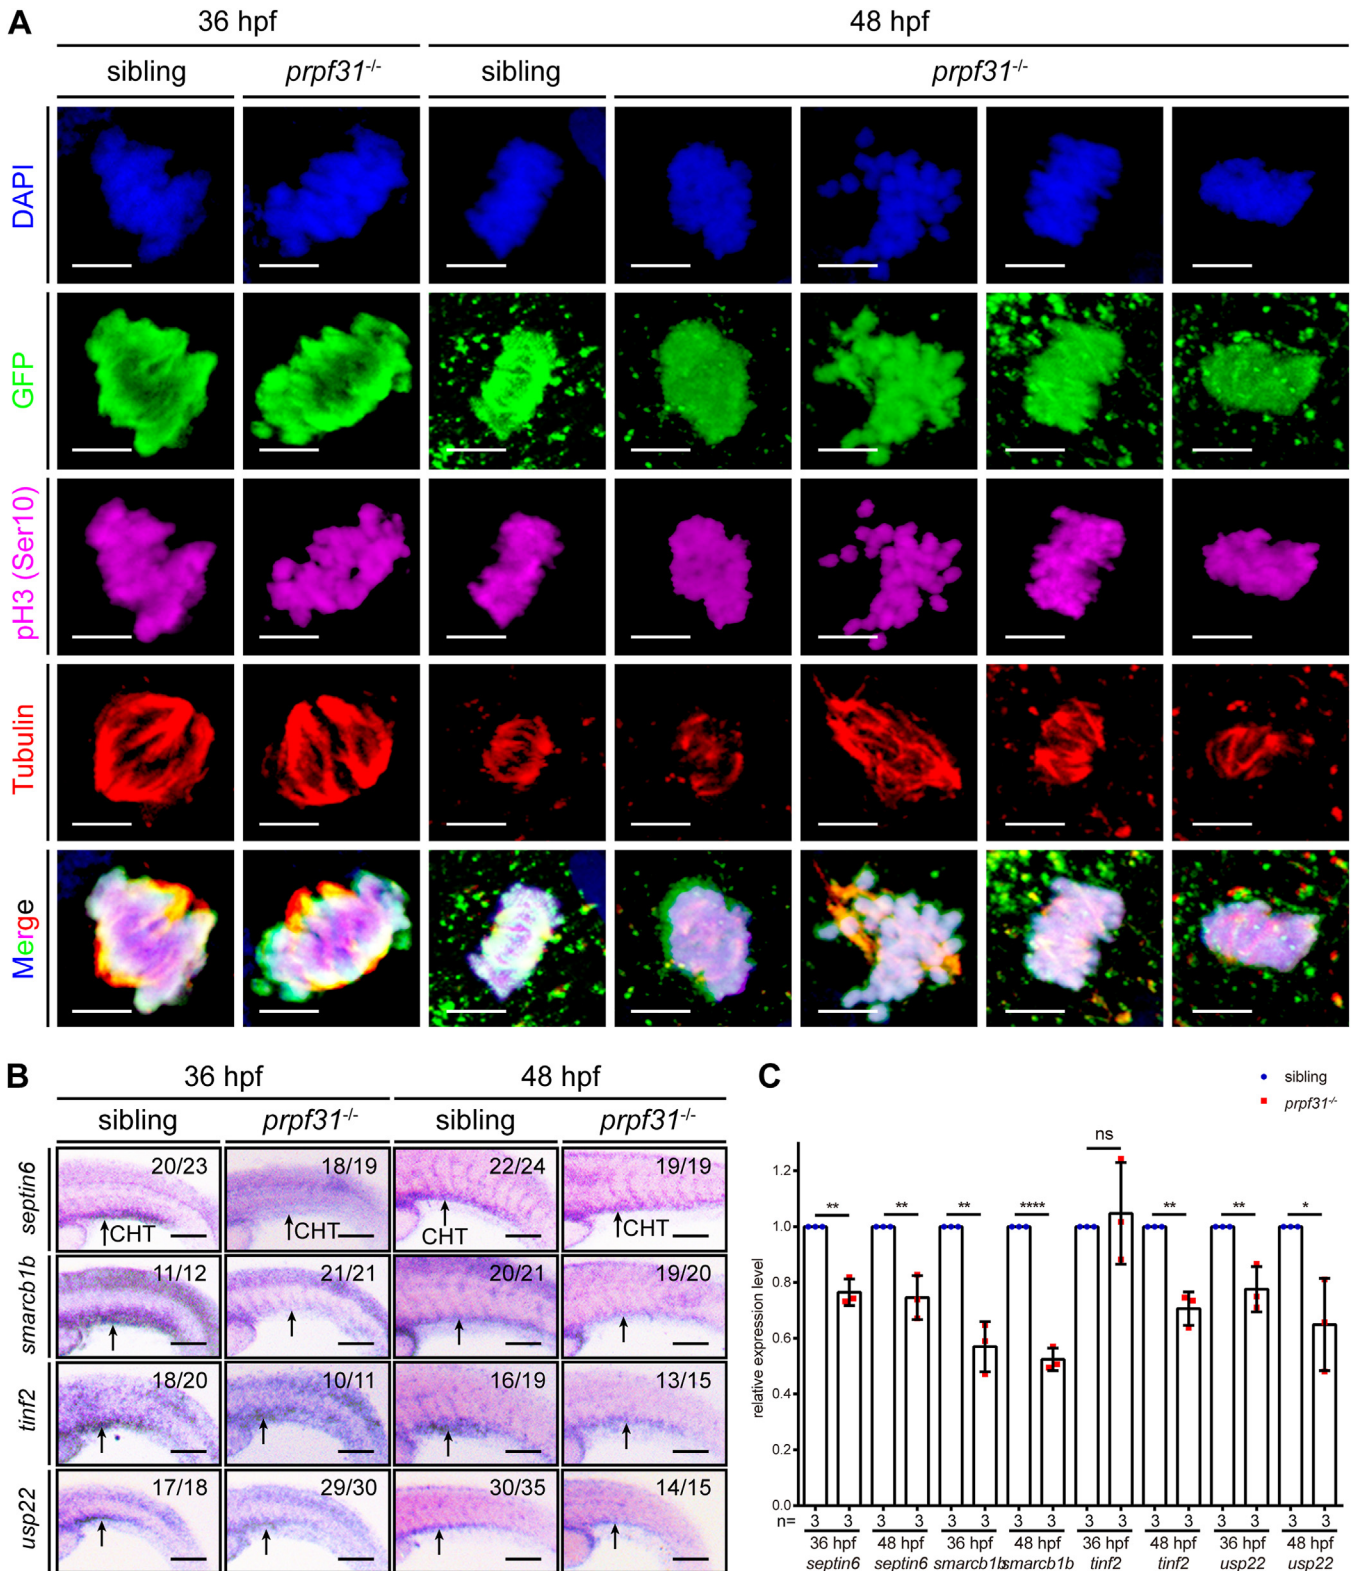 A
36 hpf 48 hpf
sibling prpf31-/- sibling prpf31-/-
DAPI
GFP
pH3 (Ser10)
Tubulin
Merge
B
36 hpf 48 hpf
sibling prpf31-/- sibling prpf31-/-
septin6 20/23 18/19 22/24 19/19
CHT CHT CHT CHT
smarcb1b 11/12 21/21 20/21 19/20
tinf2 18/20 10/11 16/19 13/15
usp22 17/18 29/30 30/35 14/15
C
sibling
prpf31-/-
relative expression level
1.2
1.0
0.8
0.6
0.4
0.2
0.0
** ** ** **** ns ** ** *
n= 3 3 3 3 3 3 3 3 3 3 3 3 3 3 3 3
36 hpf 48 hpf 36 hpf 48 hpf 36 hpf 48 hpf 36 hpf 48 hpf
septin6 septin6 smarcb1b smarcb1b tinf2 tinf2 usp22 usp22